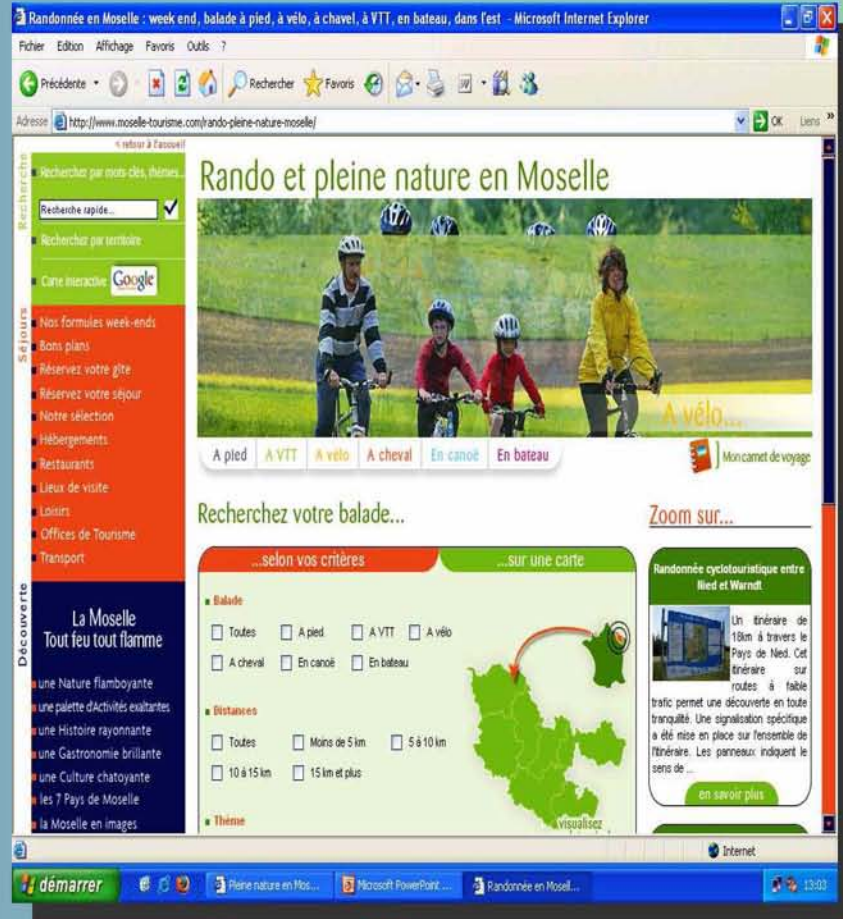 Randonnée en Moselle : week end, balade à pied, à vélo, à chavel, à VTT, en bateau, dans l'est - Microsoft Internet Explorer
Fichier Edition Affichage Favoris Outils ?
Précédente Rechercher Favoris
Adresse http://www.moselle-tourisme.com/rando-pleine-nature-moselle/ OK Liens »
< retour à l'accueil
Recherche
Rechercher par mots-clés, thèmes...
Recherche rapide...
Rechercher par territoire
Carte interactive Google
Séjours
Nos formules week-ends
Bons plans
Réservez votre gîte
Réservez votre séjour
Notre sélection
Hébergements
Restaurants
Lieux de visite
Loisirs
Offices de Tourisme
Transport
Découverte
La Moselle
Tout feu tout flamme
une Nature flamboyante
une palette d'Activités exaltantes
une Histoire rayonnante
une Gastronomie brillante
une Culture chatoyante
les 7 Pays de Moselle
la Moselle en images
Rando et pleine nature en Moselle
A vélo...
A pied A VTT A vélo A cheval En canoë En bateau
Mon carnet de voyage
Recherchez votre balade...
...selon vos critères ...sur une carte
Balade
Toutes A pied A VTT A vélo
A cheval En canoë En bateau
Distances
Toutes Moins de 5 km 5 à 10 km
10 à 15 km 15 km et plus
Thème
visualisez
Zoom sur...
Randonnée cyclotouristique entre
Nied et Warndt
Un itinéraire de
18km à travers le
Pays de Nied. Cet
itinéraire sur
routes à faible
trafic permet une découverte en toute
tranquilité. Une signalisation spécifique
a été mise en place sur l'ensemble de
l'itinéraire. Les panneaux indiquent le
sens de ...
en savoir plus
Internet
démarrer Pleine nature en Mos... Microsoft PowerPoint ... Randonnée en Mosell... 13:03